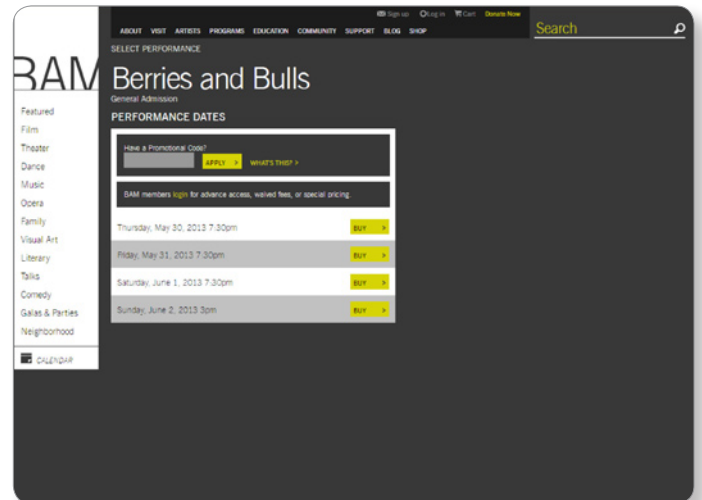 Sign up Log in Cart Donate Now
ABOUT VISIT ARTISTS PROGRAMS EDUCATION COMMUNITY SUPPORT BLOG SHOP
Search
SELECT PERFORMANCE
BAM
Berries and Bulls
General Admission
PERFORMANCE DATES
Featured
Film
Theater
Dance
Music
Opera
Family
Visual Art
Literary
Talks
Comedy
Galas & Parties
Neighborhood
CALENDAR
Have a Promotional Code?
APPLY > WHAT'S THIS? >
BAM members login for advance access, waived fees, or special pricing.
Thursday, May 30, 2013 7:30pm BUY >
Friday, May 31, 2013 7:30pm BUY >
Saturday, June 1, 2013 7:30pm BUY >
Sunday, June 2, 2013 3pm BUY >